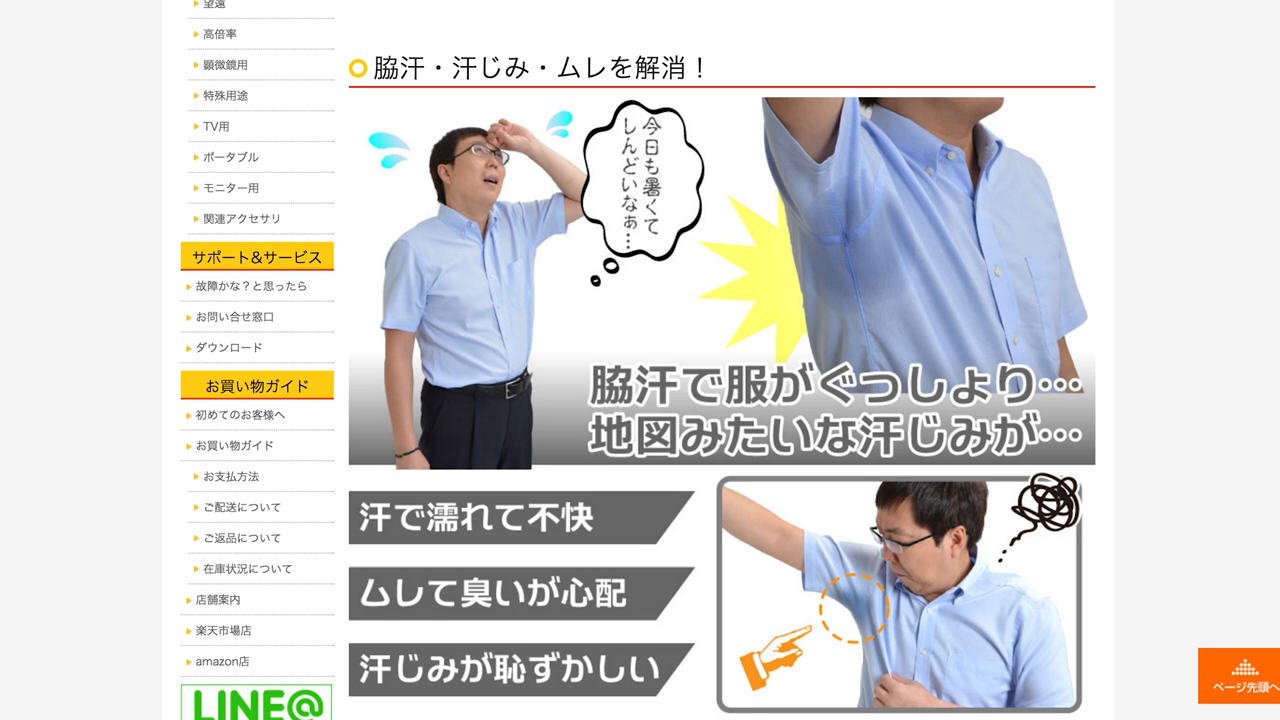 望遠
高倍率
顕微鏡用
特殊用途
TV用
ポータブル
モニター用
関連アクセサリ
サポート&サービス
故障かな？と思ったら
お問い合せ窓口
ダウンロード
お買い物ガイド
初めてのお客様へ
お買い物ガイド
お支払方法
ご配送について
ご返品について
在庫状況について
店舗案内
楽天市場店
amazon店
LINE@
脇汗・汗じみ・ムレを解消！
今日も暑くて
しんどいなぁ…
脇汗で服がぐっしょり…
地図みたいな汗じみが…
汗で濡れて不快
ムレして臭いが心配
汗じみが恥ずかしい
ページ先頭へ